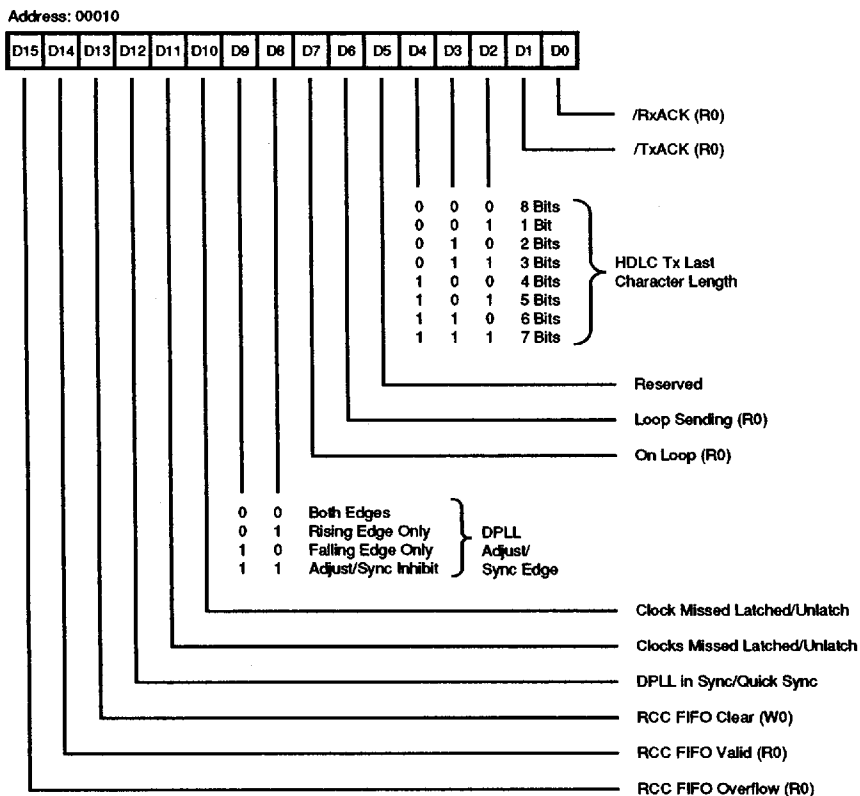 Address: 00010
D15 D14 D13 D12 D11 D10 D9 D8 D7 D6 D5 D4 D3 D2 D1 D0
/RxACK (R0)
/TxACK (R0)
0 0 0 8 Bits
0 0 1 1 Bit
0 1 0 2 Bits
0 1 1 3 Bits
1 0 0 4 Bits
1 0 1 5 Bits
1 1 0 6 Bits
1 1 1 7 Bits
HDLC Tx Last
Character Length
Reserved
Loop Sending (R0)
On Loop (R0)
0 0 Both Edges
0 1 Rising Edge Only
1 0 Falling Edge Only
1 1 Adjust/Sync Inhibit
DPLL
Adjust/
Sync Edge
Clock Missed Latched/Unlatch
Clocks Missed Latched/Unlatch
DPLL in Sync/Quick Sync
RCC FIFO Clear (W0)
RCC FIFO Valid (R0)
RCC FIFO Overflow (R0)